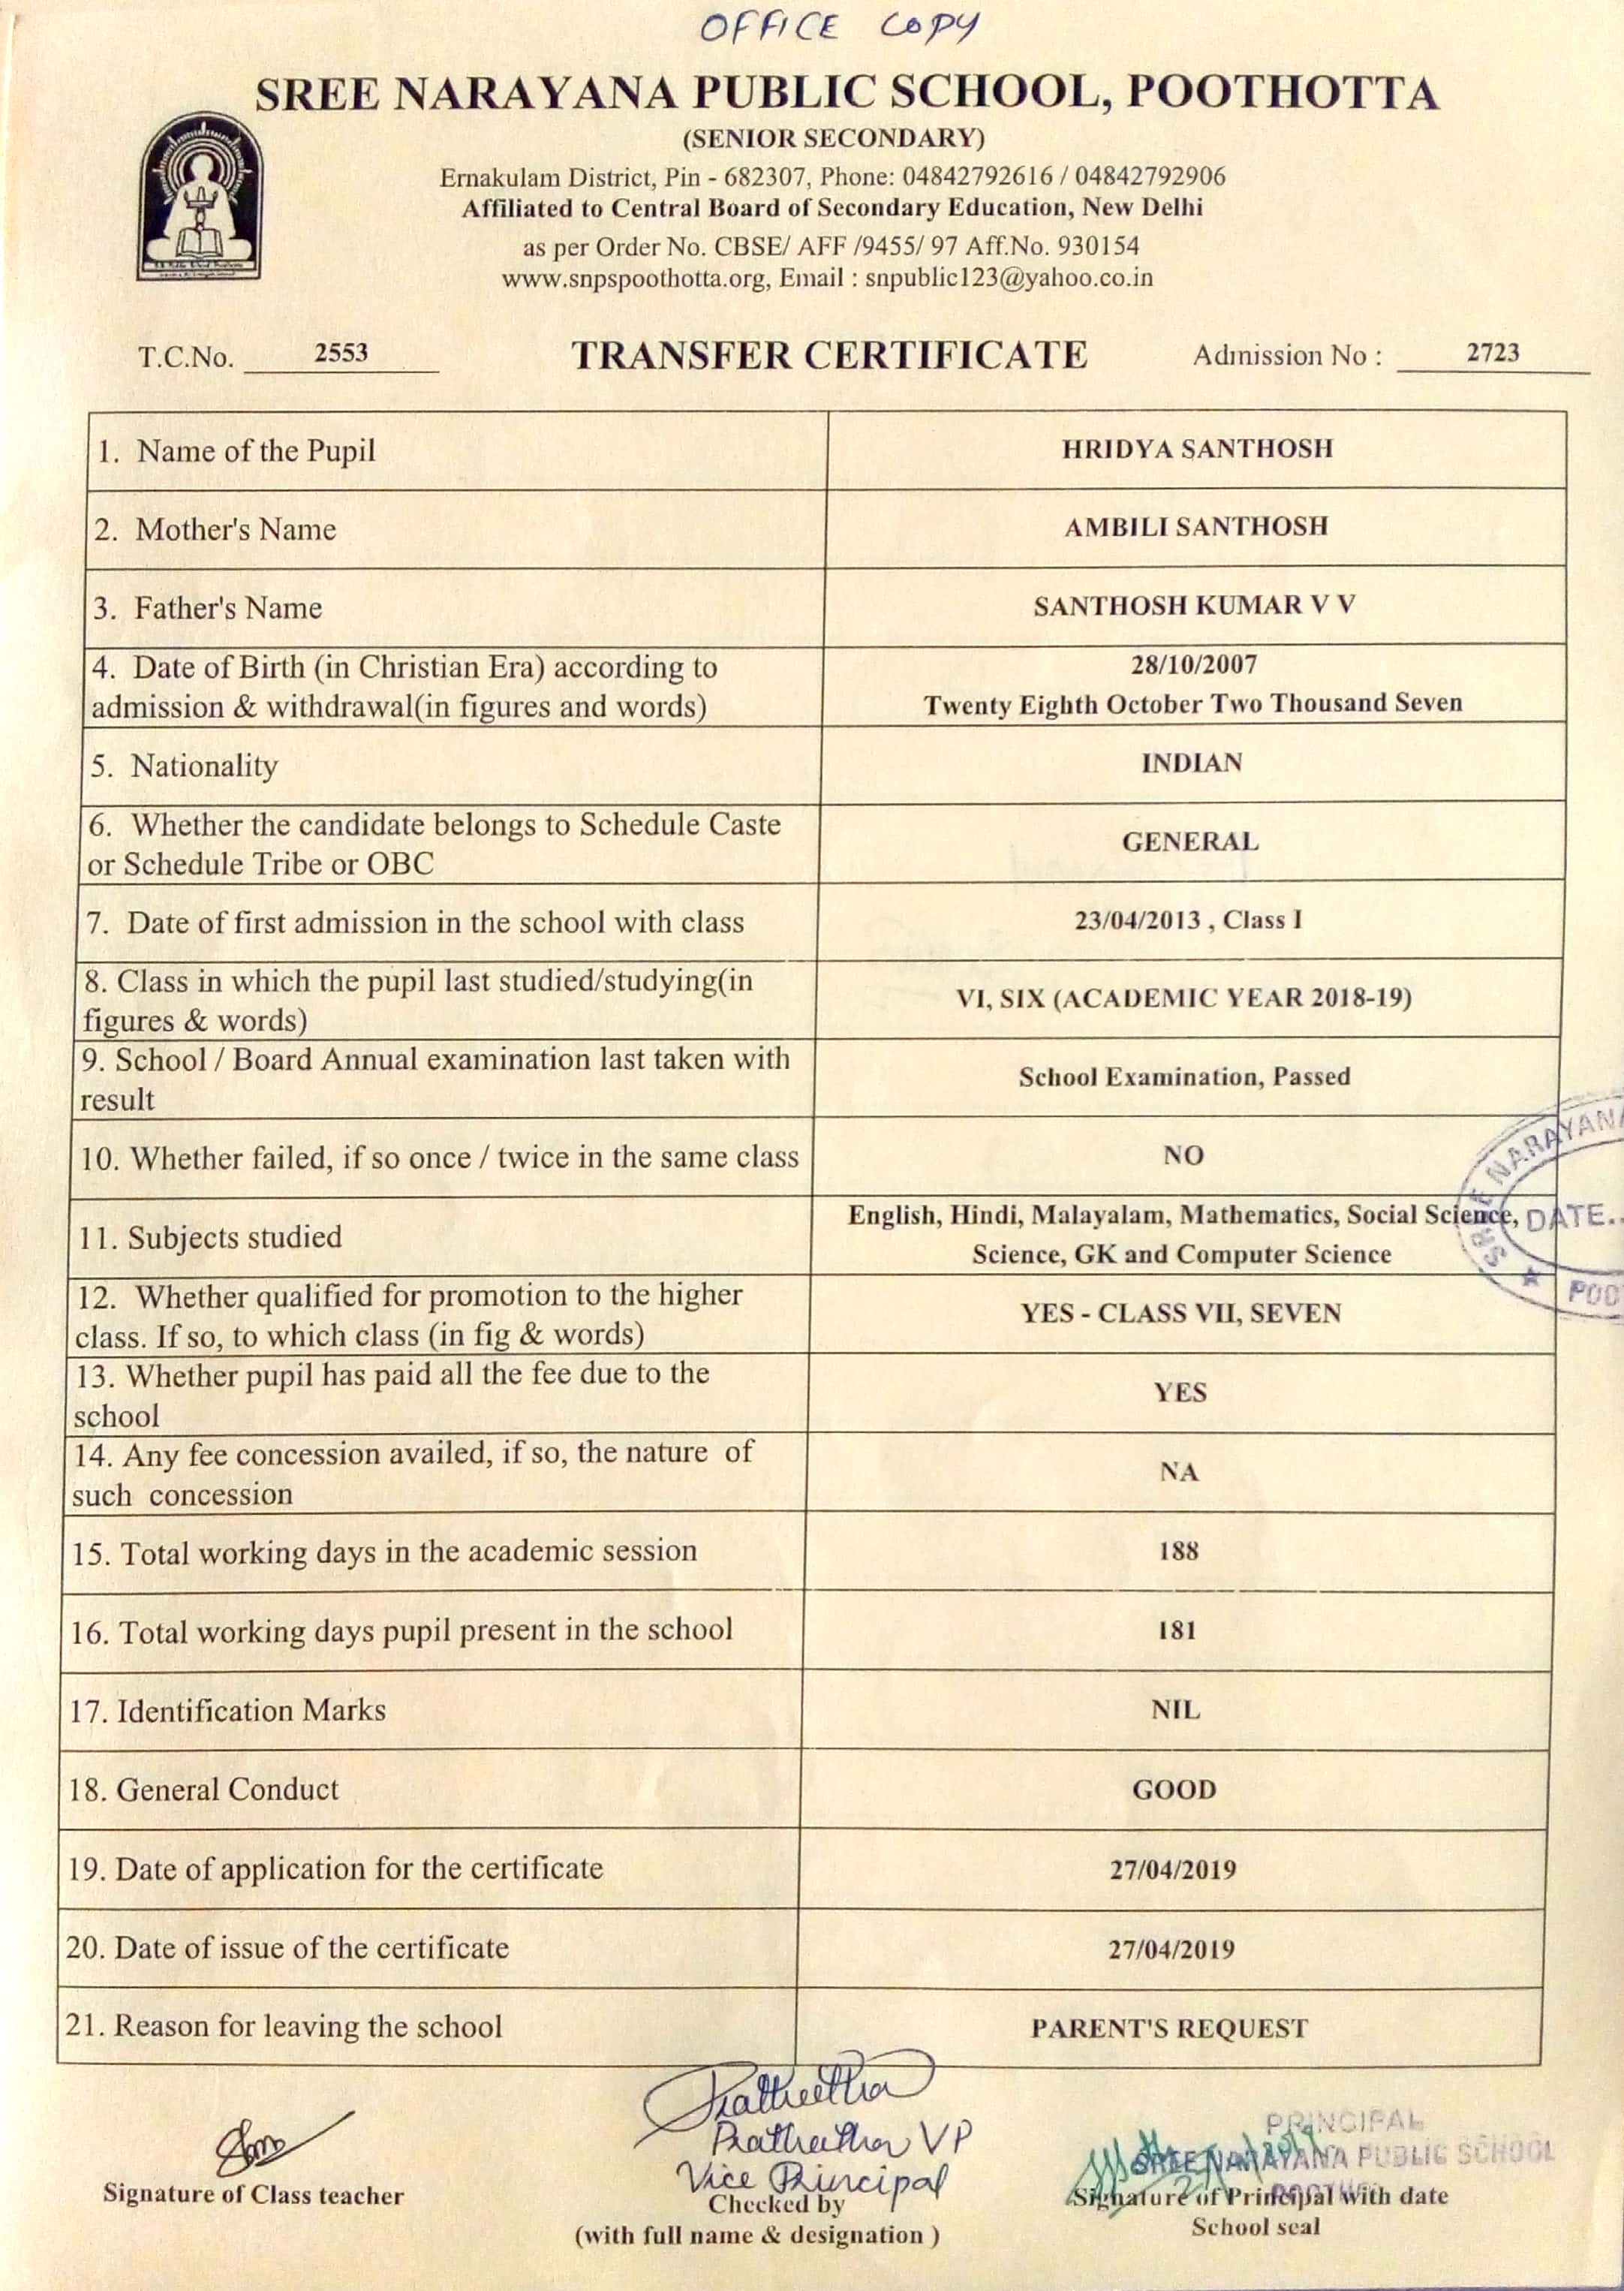 OFFICE COPY
SREE NARAYANA PUBLIC SCHOOL, POOTHOTTA
(SENIOR SECONDARY)
Ernakulam District, Pin - 682307, Phone: 04842792616 / 04842792906
Affiliated to Central Board of Secondary Education, New Delhi
as per Order No. CBSE/ AFF /9455/ 97 Aff.No. 930154
www.snpspoothotta.org, Email : snpublic123@yahoo.co.in
T.C.No. 2553 TRANSFER CERTIFICATE Admission No : 2723
1. Name of the Pupil HRIDYA SANTHOSH
2. Mother's Name AMBILI SANTHOSH
3. Father's Name SANTHOSH KUMAR V V
4. Date of Birth (in Christian Era) according to 28/10/2007
admission & withdrawal(in figures and words) Twenty Eighth October Two Thousand Seven
5. Nationality INDIAN
6. Whether the candidate belongs to Schedule Caste
or Schedule Tribe or OBC GENERAL
7. Date of first admission in the school with class 23/04/2013 , Class I
8. Class in which the pupil last studied/studying(in
figures & words) VI, SIX (ACADEMIC YEAR 2018-19)
9. School / Board Annual examination last taken with
result School Examination, Passed
10. Whether failed, if so once / twice in the same class NO
11. Subjects studied English, Hindi, Malayalam, Mathematics, Social Science,
Science, GK and Computer Science
SREE NARAYANA
DATE..
★ POO
12. Whether qualified for promotion to the higher
class. If so, to which class (in fig & words) YES - CLASS VII, SEVEN
13. Whether pupil has paid all the fee due to the
school YES
14. Any fee concession availed, if so, the nature of
such concession NA
15. Total working days in the academic session 188
16. Total working days pupil present in the school 181
17. Identification Marks NIL
18. General Conduct GOOD
19. Date of application for the certificate 27/04/2019
20. Date of issue of the certificate 27/04/2019
21. Reason for leaving the school PARENT'S REQUEST
Pratheetha VP
Vice Principal
PRINCIPAL
SREE NARAYANA PUBLIC SCHOOL
Signature of Class teacher
Checked by
(with full name & designation )
Signature of Principal with date
School seal